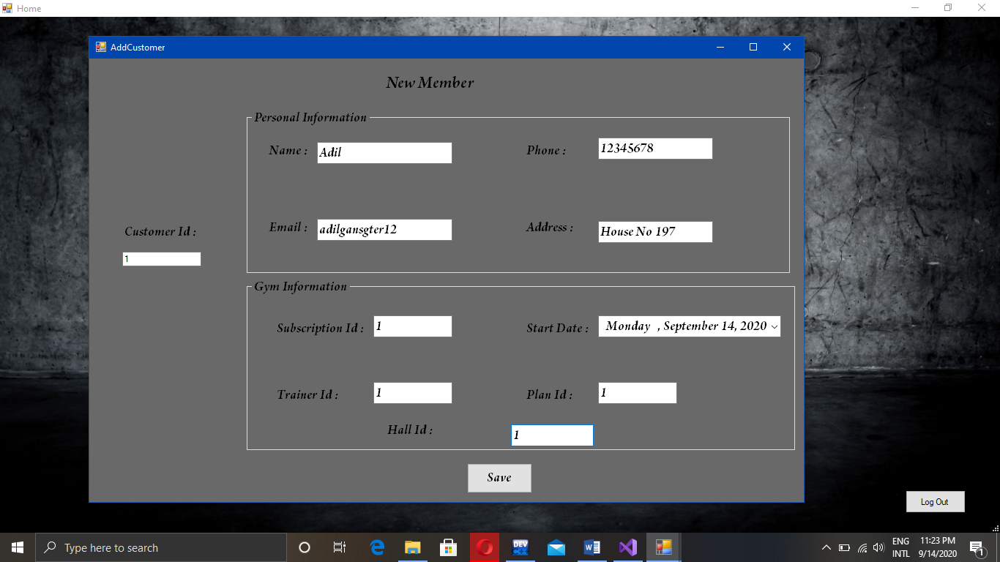 Home
AddCustomer
New Member
Personal Information
Name : Adil
Phone : 12345678
Email : adilgansgter12
Address : House No 197
Customer Id :
1
Gym Information
Subscription Id : 1
Start Date : Monday , September 14, 2020
Trainer Id : 1
Plan Id : 1
Hall Id : 1
Save
Log Out
Type here to search
DEV
ENG
INTL
11:23 PM
9/14/2020
1